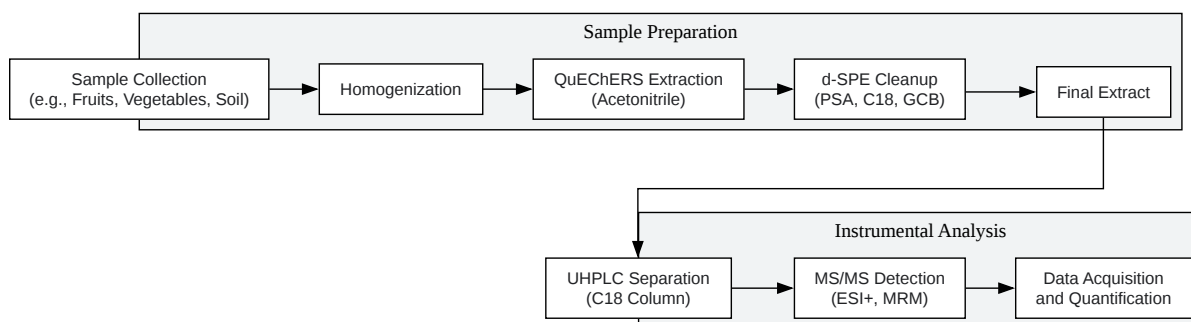 Sample Preparation
Sample Collection
(e.g., Fruits, Vegetables, Soil)
Homogenization
QuEChERS Extraction
(Acetonitrile)
d-SPE Cleanup
(PSA, C18, GCB)
Final Extract
Instrumental Analysis
UHPLC Separation
(C18 Column)
MS/MS Detection
(ESI+, MRM)
Data Acquisition
and Quantification